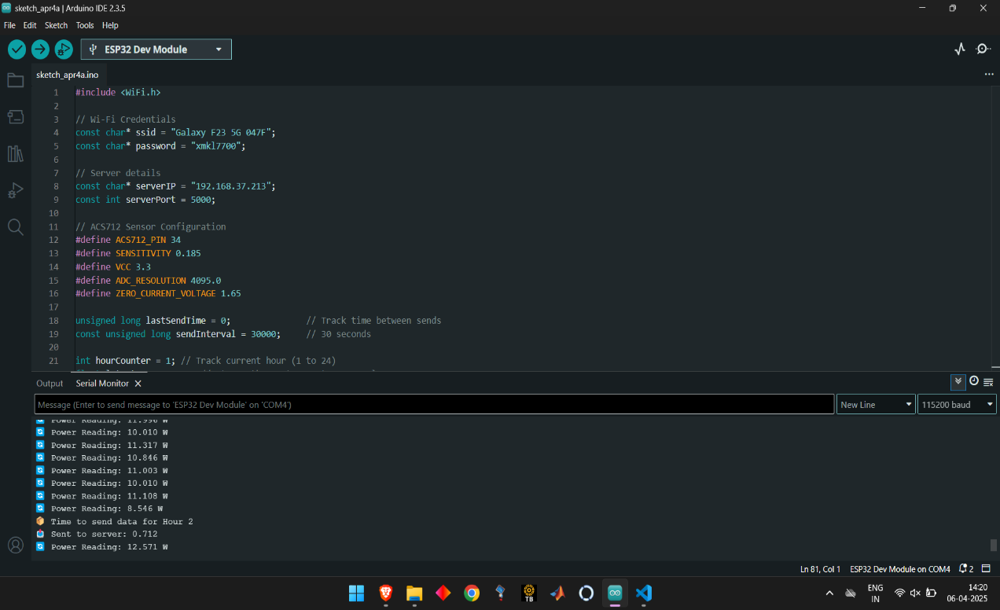 sketch_apr4a | Arduino IDE 2.3.5
File Edit Sketch Tools Help
ESP32 Dev Module
sketch_apr4a.ino
1 #include <WiFi.h>
2
3 // Wi-Fi Credentials
4 const char* ssid = "Galaxy F23 5G 047F";
5 const char* password = "xmkl7700";
6
7 // Server details
8 const char* serverIP = "192.168.37.213";
9 const int serverPort = 5000;
10
11 // ACS712 Sensor Configuration
12 #define ACS712_PIN 34
13 #define SENSITIVITY 0.185
14 #define VCC 3.3
15 #define ADC_RESOLUTION 4095.0
16 #define ZERO_CURRENT_VOLTAGE 1.65
17
18 unsigned long lastSendTime = 0; // Track time between sends
19 const unsigned long sendInterval = 30000; // 30 seconds
20
21 int hourCounter = 1; // Track current hour (1 to 24)
Output Serial Monitor
Message (Enter to send message to 'ESP32 Dev Module' on 'COM4')
New Line
115200 baud
Power Reading: 11.996 W
Power Reading: 10.010 W
Power Reading: 11.317 W
Power Reading: 10.846 W
Power Reading: 11.003 W
Power Reading: 10.010 W
Power Reading: 11.108 W
Power Reading: 8.546 W
Time to send data for Hour 2
Sent to server: 0.712
Power Reading: 12.571 W
Ln 81, Col 1 ESP32 Dev Module on COM4 2
TB
ENG
IN
14:20
06-04-2025